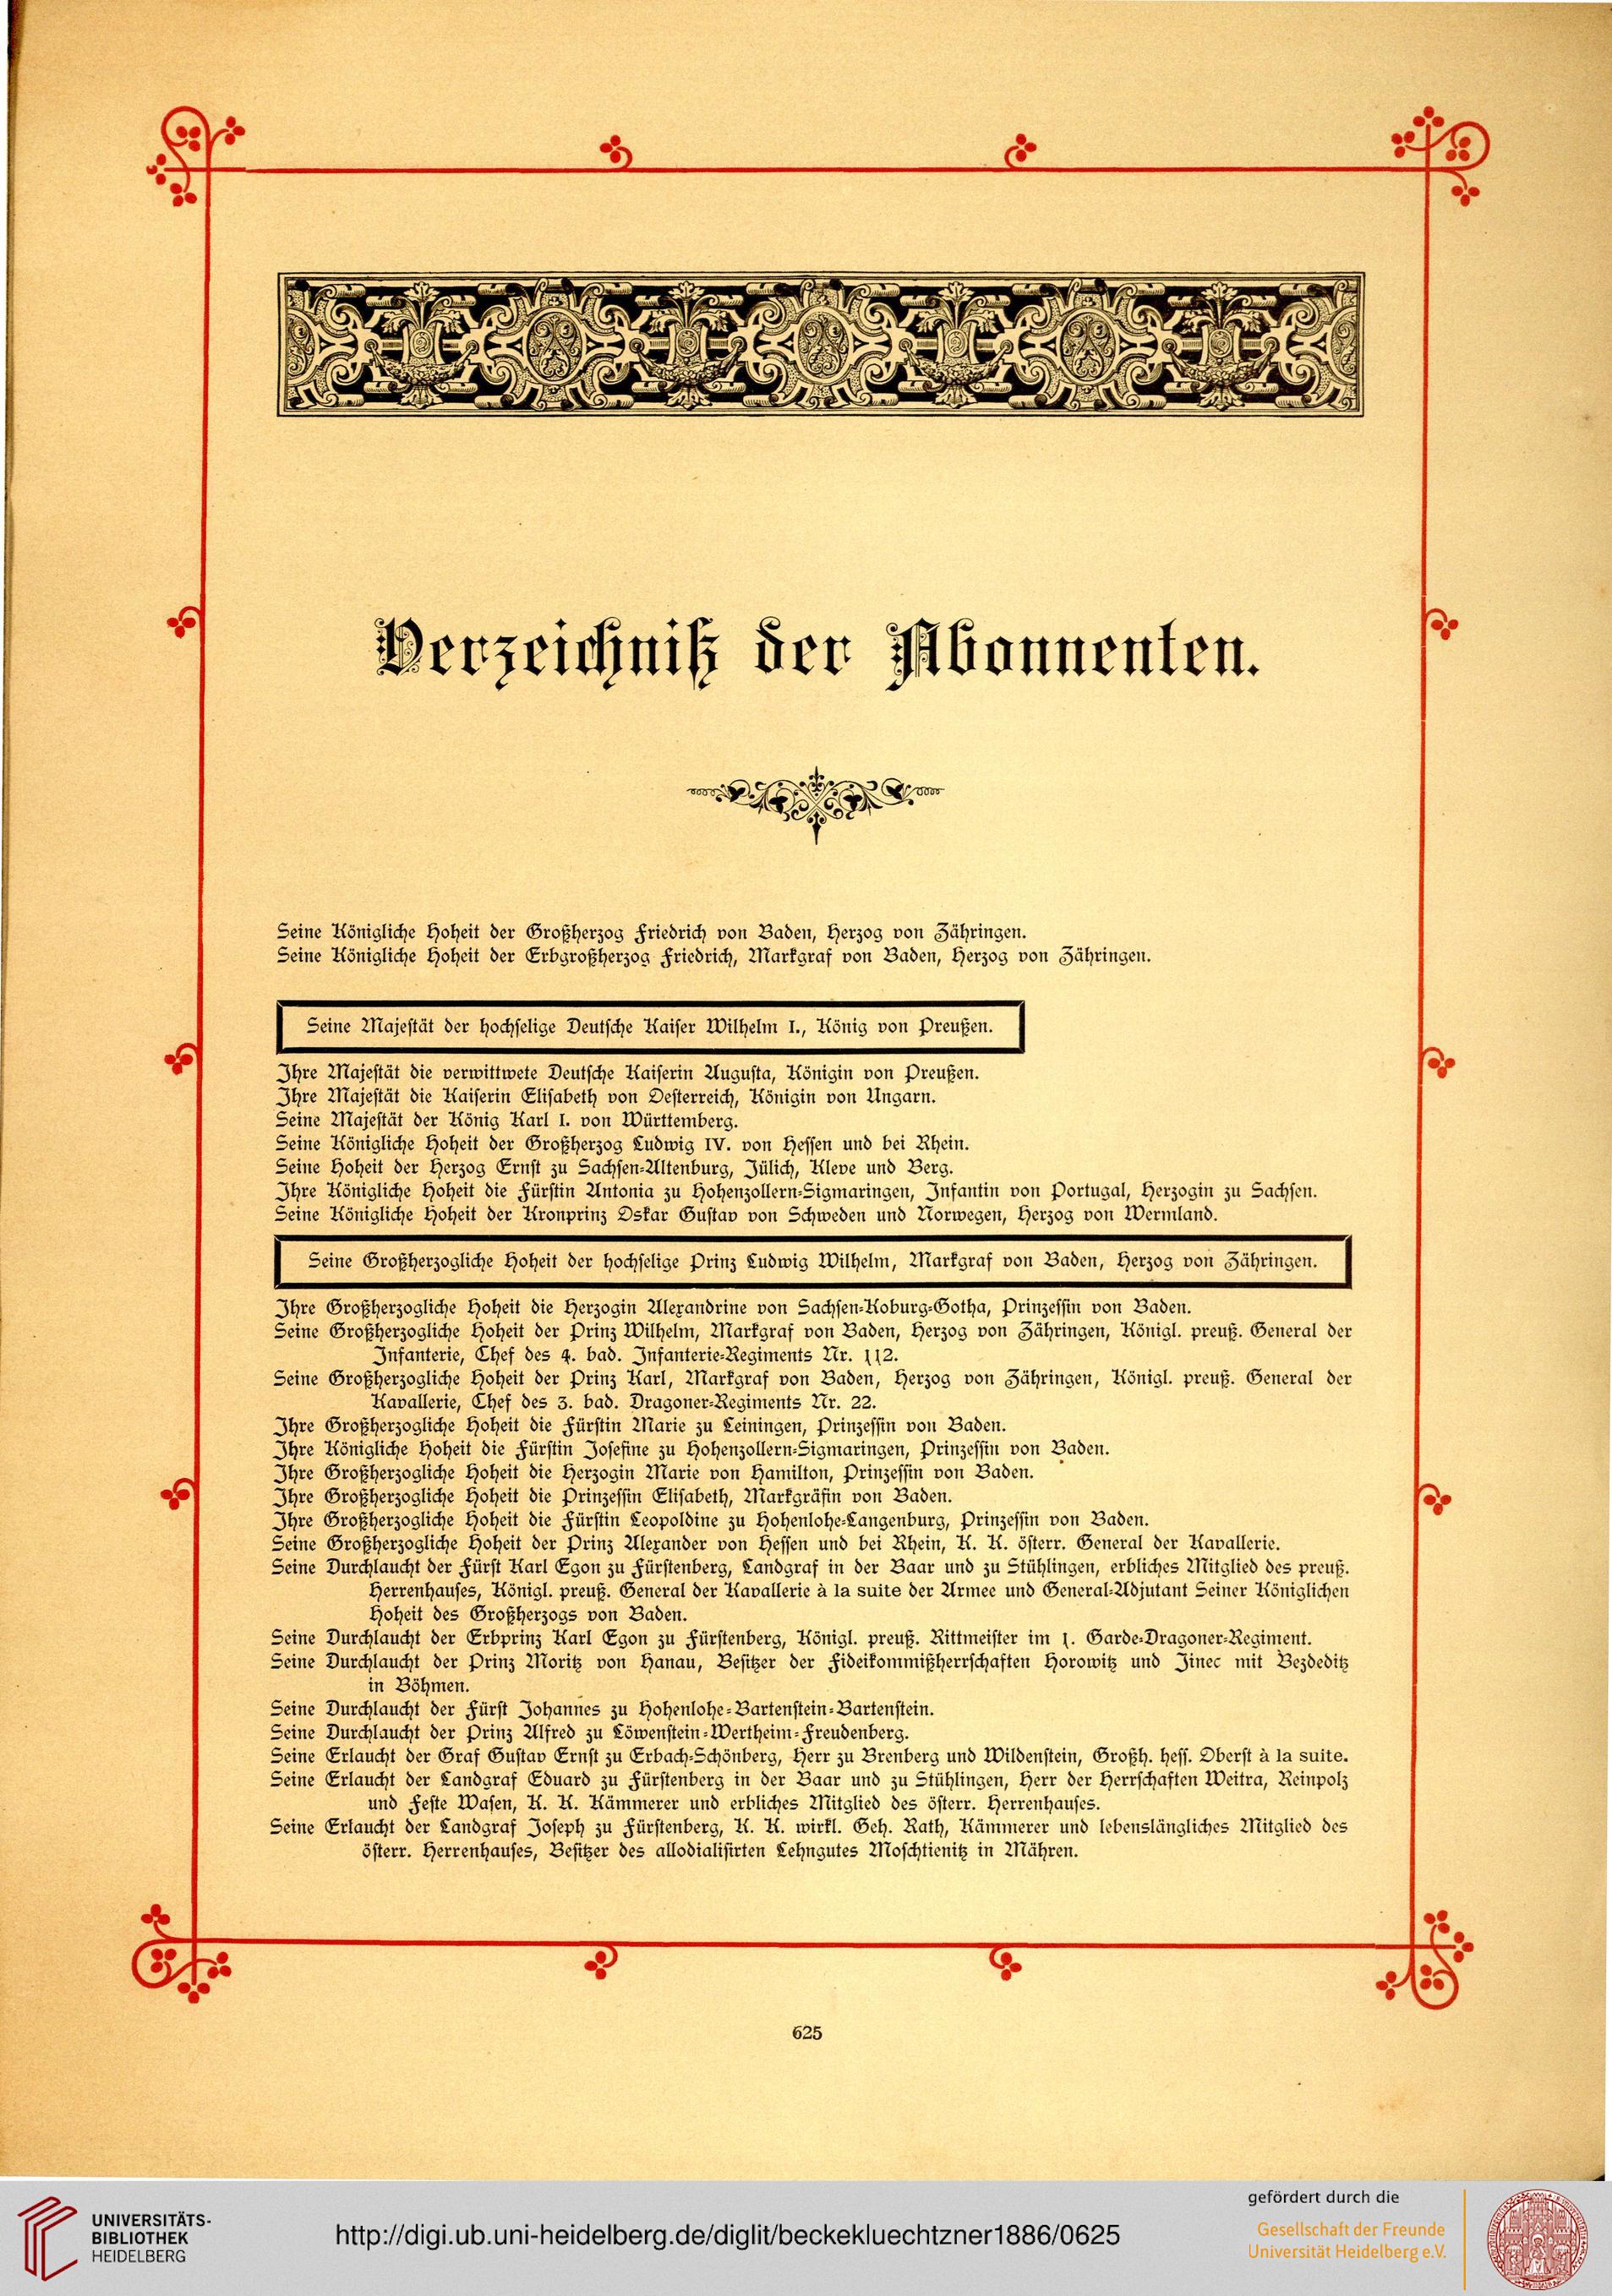 Verzeichniß der Abonnenten.
Seine Königliche Hoheit der Großherzog Friedrich von Baden, Herzog von Zähringen.
Seine Königliche Hoheit der Erbgroßherzog Friedrich, Markgraf von Baden, Herzog von Zähringen.
Seine Majestät der hochselige Deutsche Kaiser Wilhelm I., König von Preußen.
Ihre Majestät die verwittwete Deutsche Kaiserin Augusta, Königin von Preußen.
Ihre Majestät die Kaiserin Elisabeth von Oesterreich, Königin von Ungarn.
Seine Majestät der König Karl I. von Württemberg.
Seine Königliche Hoheit der Großherzog Ludwig IV. von Hessen und bei Rhein.
Seine Hoheit der Herzog Ernst zu Sachsen-Altenburg, Jülich, Kleve und Berg.
Ihre Königliche Hoheit die Fürstin Antonia zu Hohenzollern-Sigmaringen, Infantin von Portugal, Herzogin zu Sachsen.
Seine Königliche Hoheit der Kronprinz Oskar Gustav von Schweden und Norwegen, Herzog von Wermland.
Seine Großherzogliche Hoheit der hochselige Prinz Ludwig Wilhelm, Markgraf von Baden, Herzog von Zähringen.
Ihre Großherzogliche Hoheit die Herzogin Alexandrine von Sachsen-Koburg-Gotha, Prinzessin von Baden.
Seine Großherzogliche Hoheit der Prinz Wilhelm, Markgraf von Baden, Herzog von Zähringen, Königl. preuß. General der
Infanterie, Chef des 4. bad. Infanterie-Regiments Nr. 112.
Seine Großherzogliche Hoheit der Prinz Karl, Markgraf von Baden, Herzog von Zähringen, Königl. preuß. General der
Kavallerie, Chef des 3. bad. Dragoner-Regiments Nr. 22.
Ihre Großherzogliche Hoheit die Fürstin Marie zu Leiningen, Prinzessin von Baden.
Ihre Königliche Hoheit die Fürstin Josefine zu Hohenzollern-Sigmaringen, Prinzessin von Baden.
Ihre Großherzogliche Hoheit die Herzogin Marie von Hamilton, Prinzessin von Baden.
Ihre Großherzogliche Hoheit die Prinzessin Elisabeth, Markgräfin von Baden.
Ihre Großherzogliche Hoheit die Fürstin Leopoldine zu Hohenlohe-Langenburg, Prinzessin von Baden.
Seine Großherzogliche Hoheit der Prinz Alexander von Hessen und bei Rhein, K. K. österr. General der Kavallerie.
Seine Durchlaucht der Fürst Karl Egon zu Fürstenberg, Landgraf in der Baar und zu Stühlingen, erbliches Mitglied des preuß.
Herrenhauses, Königl. preuß. General der Kavallerie à la suite der Armee und General-Adjutant Seiner Königlichen
Hoheit des Großherzogs von Baden.
Seine Durchlaucht der Erbprinz Karl Egon zu Fürstenberg, Königl. preuß. Rittmeister im 1. Garde-Dragoner-Regiment.
Seine Durchlaucht der Prinz Moritz von Hanau, Besitzer der Fideikommißherrschaften Horowitz und Jinec mit Bezdeditz
in Böhmen.
Seine Durchlaucht der Fürst Johannes zu Hohenlohe-Bartenstein-Bartenstein.
Seine Durchlaucht der Prinz Alfred zu Löwenstein-Wertheim-Freudenberg.
Seine Erlaucht der Graf Gustav Ernst zu Erbach-Schönberg, Herr zu Brenberg und Wildenstein, Großh. hess. Oberst à la suite.
Seine Erlaucht der Landgraf Eduard zu Fürstenberg in der Baar und zu Stühlingen, Herr der Herrschaften Weitra, Reinpolz
und Feste Wasen, K. K. Kämmerer und erbliches Mitglied des österr. Herrenhauses.
Seine Erlaucht der Landgraf Joseph zu Fürstenberg, K. K. wirkl. Geh. Rath, Kämmerer und lebenslängliches Mitglied des
österr. Herrenhauses, Besitzer des allodialisirten Lehngutes Moschtienitz in Mähren.
625
UNIVERSITÄTS-
BIBLIOTHEK
HEIDELBERG
http://digi.ub.uni-heidelberg.de/diglit/beckekluechtzner1886/0625
gefördert durch die
Gesellschaft der Freunde
Universität Heidelberg e.V.